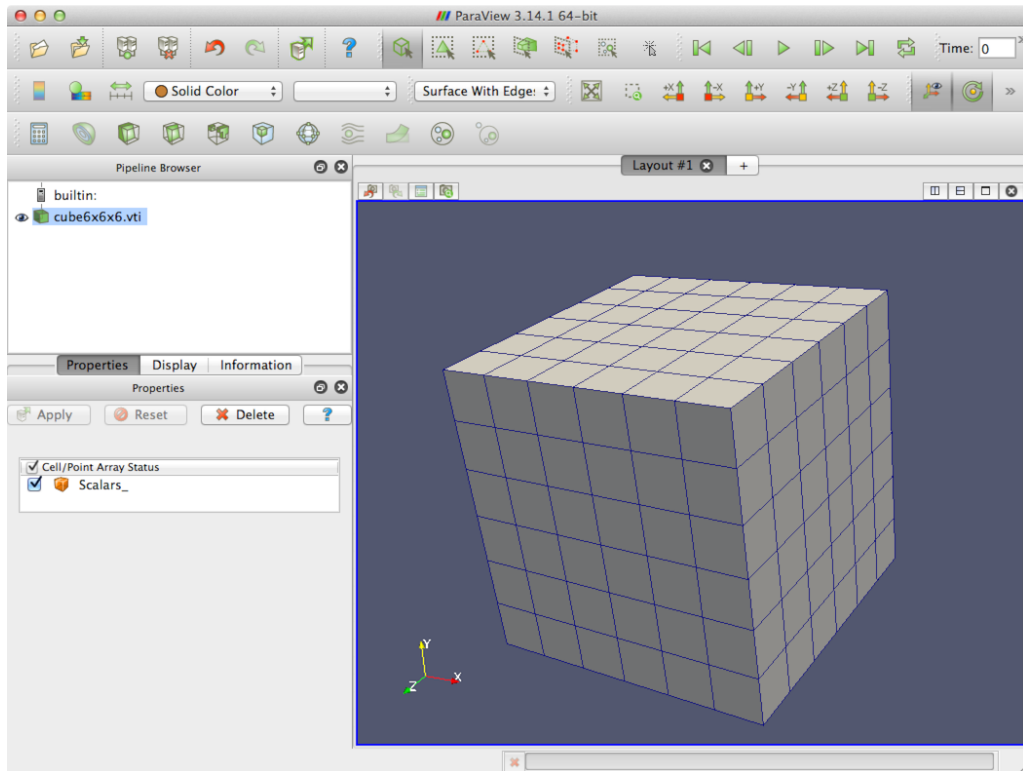 ParaView 3.14.1 64-bit
? Time: 0
Solid Color Surface With Edge: +X -X +Y -Y +Z -Z »
Pipeline Browser
Layout #1 +
builtin:
cube6x6x6.vti
Properties Display Information
Properties
Apply Reset Delete ?
Cell/Point Array Status
Scalars_
Y
X
Z